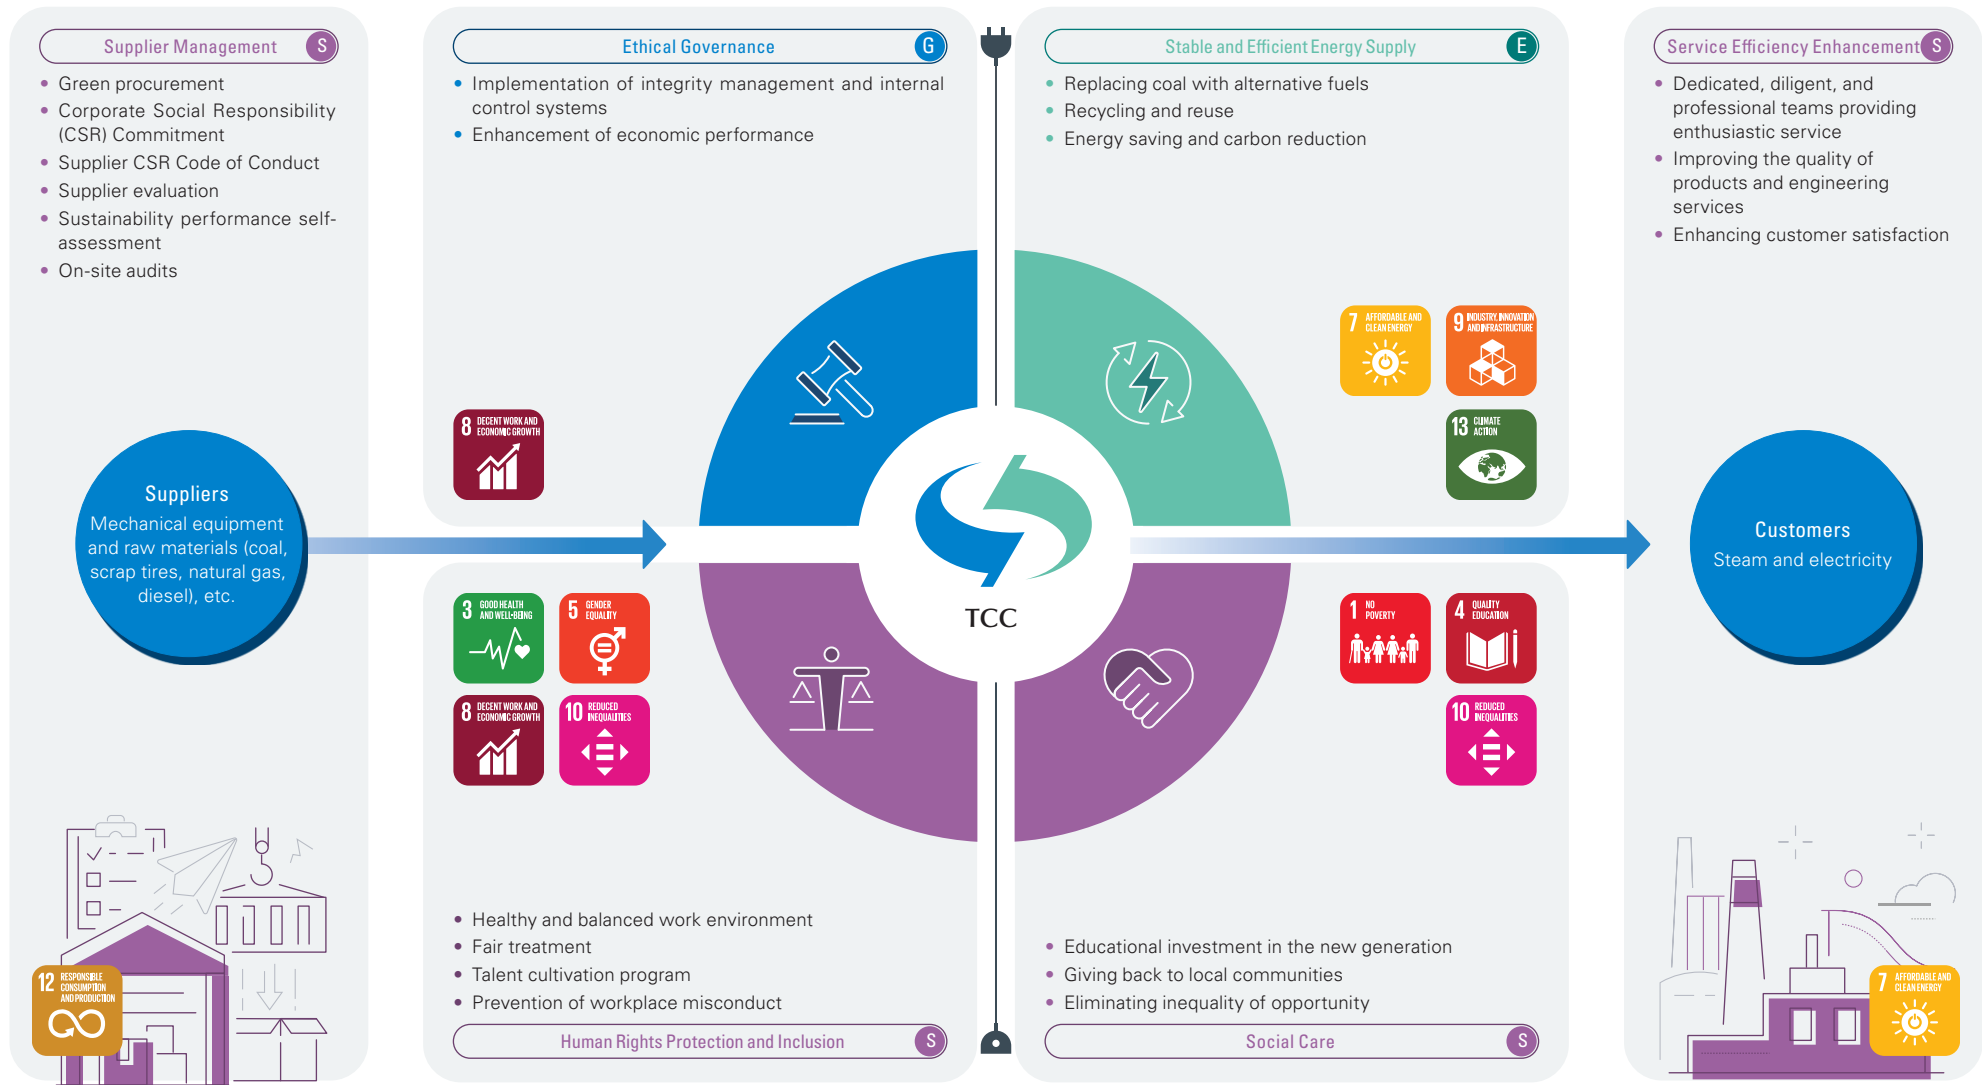 Supplier Management S
• Green procurement
• Corporate Social Responsibility
(CSR) Commitment
• Supplier CSR Code of Conduct
• Supplier evaluation
• Sustainability performance self-
assessment
• On-site audits
Suppliers
Mechanical equipment
and raw materials (coal,
scrap tires, natural gas,
diesel), etc.
12 RESPONSIBLE
CONSUMPTION
AND PRODUCTION
Ethical Governance G
• Implementation of integrity management and internal
control systems
• Enhancement of economic performance
8 DECENT WORK AND
ECONOMIC GROWTH
Stable and Efficient Energy Supply E
• Replacing coal with alternative fuels
• Recycling and reuse
• Energy saving and carbon reduction
7 AFFORDABLE AND
CLEAN ENERGY
9 INDUSTRY, INNOVATION
AND INFRASTRUCTURE
13 CLIMATE
ACTION
TCC
3 GOOD HEALTH
AND WELL-BEING
5 GENDER
EQUALITY
8 DECENT WORK AND
ECONOMIC GROWTH
10 REDUCED
INEQUALITIES
• Healthy and balanced work environment
• Fair treatment
• Talent cultivation program
• Prevention of workplace misconduct
Human Rights Protection and Inclusion S
1 NO
POVERTY
4 QUALITY
EDUCATION
10 REDUCED
INEQUALITIES
• Educational investment in the new generation
• Giving back to local communities
• Eliminating inequality of opportunity
Social Care S
Service Efficiency Enhancement S
• Dedicated, diligent, and
professional teams providing
enthusiastic service
• Improving the quality of
products and engineering
services
• Enhancing customer satisfaction
Customers
Steam and electricity
7 AFFORDABLE AND
CLEAN ENERGY